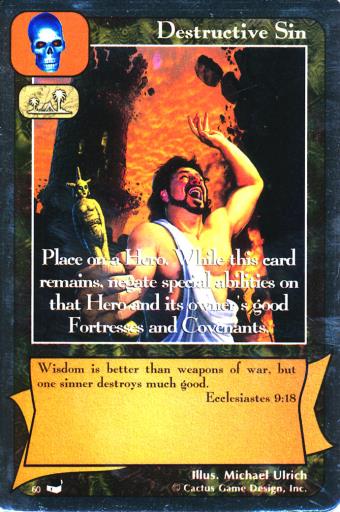 Destructive Sin
Place on a Hero. While this card
remains, negate special abilities on
that Hero and its owner's good
Fortresses and Covenants.
Wisdom is better than weapons of war, but
one sinner destroys much good.
Ecclesiastes 9:18
Illus. Michael Ulrich
60
© Cactus Game Design, Inc.